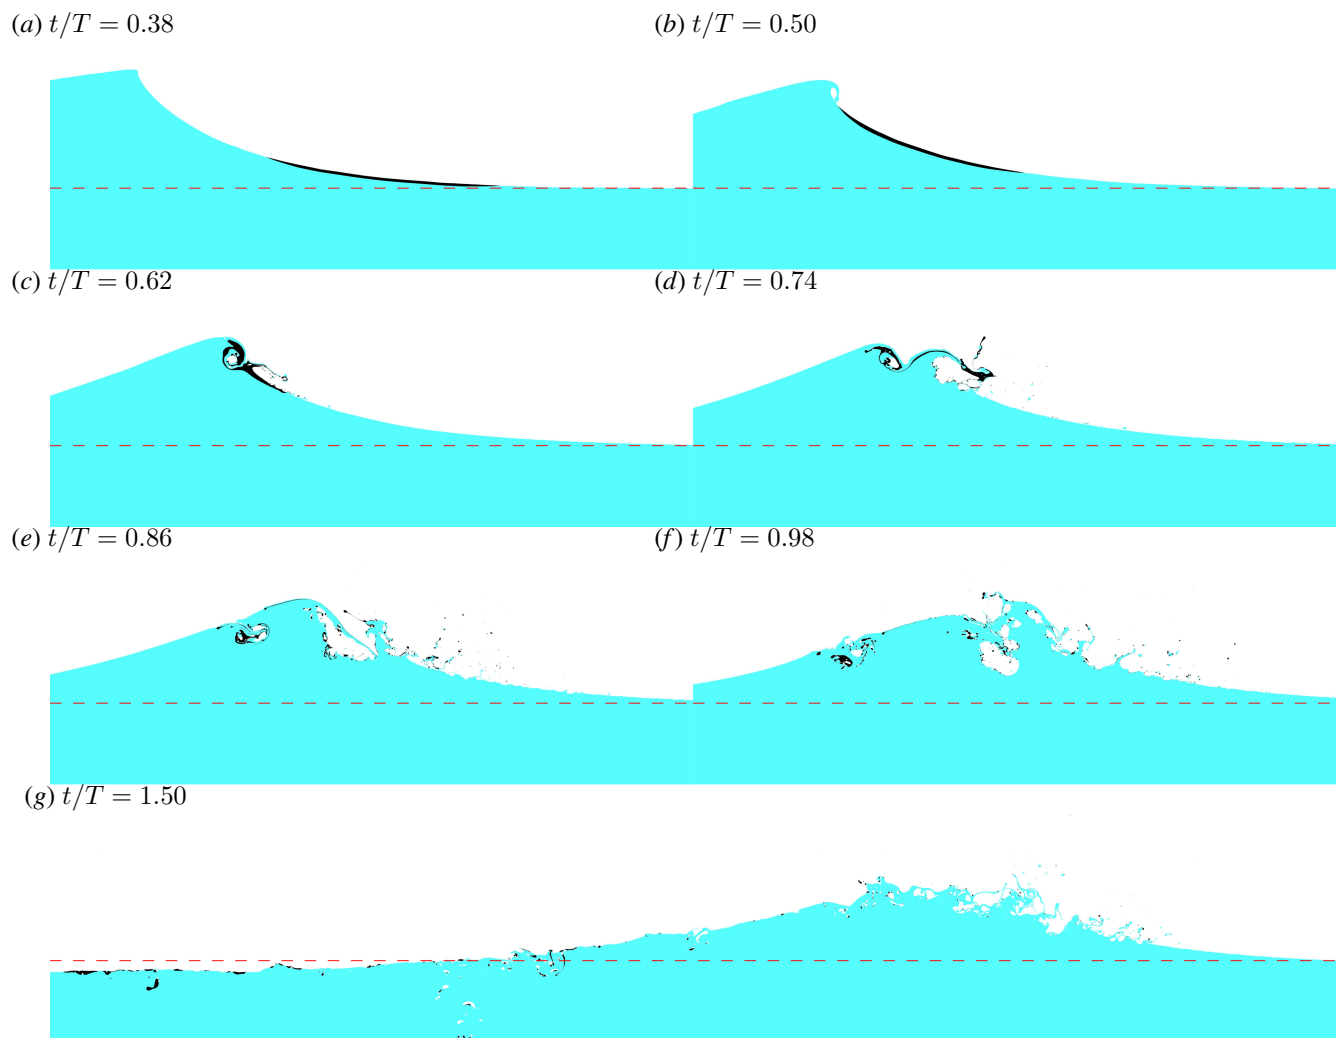 (a) t/T = 0.38
(b) t/T = 0.50
(c) t/T = 0.62
(d) t/T = 0.74
(e) t/T = 0.86
(f) t/T = 0.98
(g) t/T = 1.50